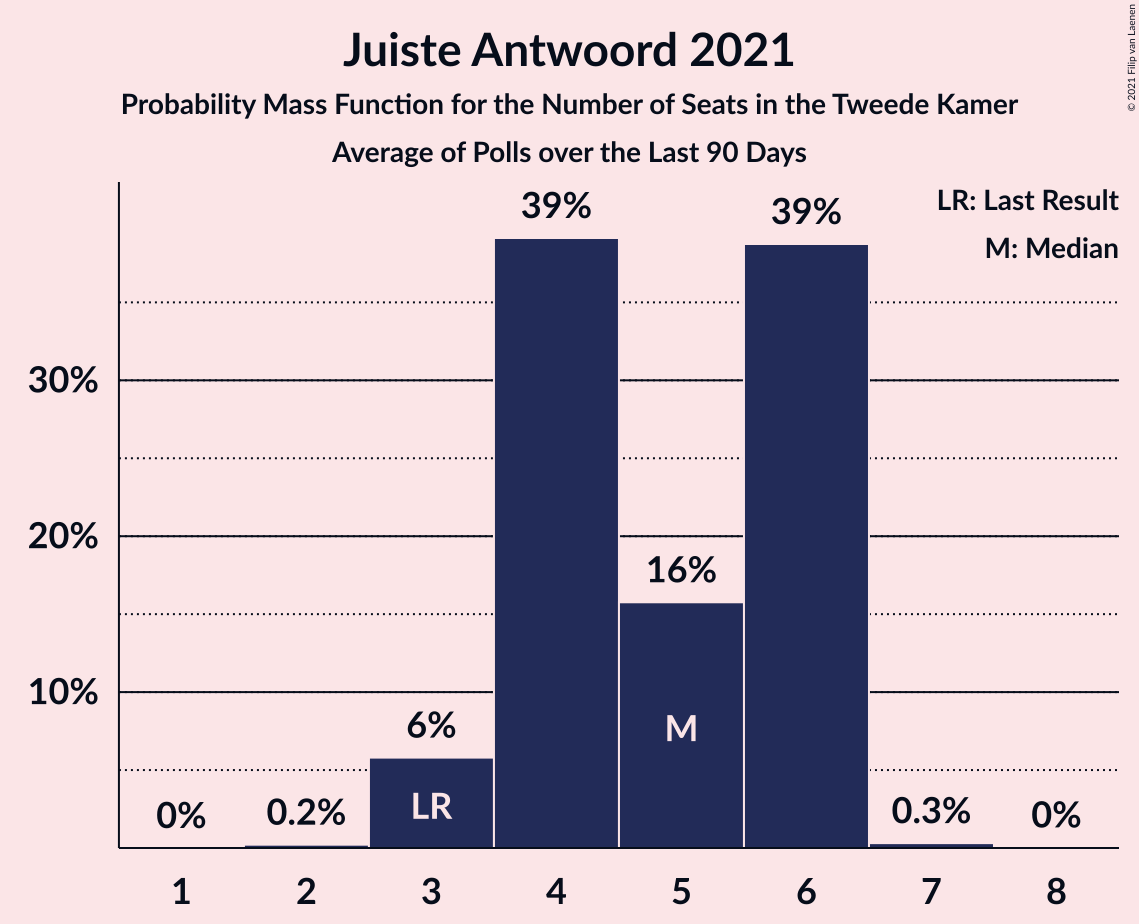 Juiste Antwoord 2021
Probability Mass Function for the Number of Seats in the Tweede Kamer
Average of Polls over the Last 90 Days
© 2021 Filip van Laenen
LR: Last Result
M: Median
39%
39%
30%
20%
16%
10%
6%
M
LR
0%
0.2%
0.3%
0%
1
2
3
4
5
6
7
8